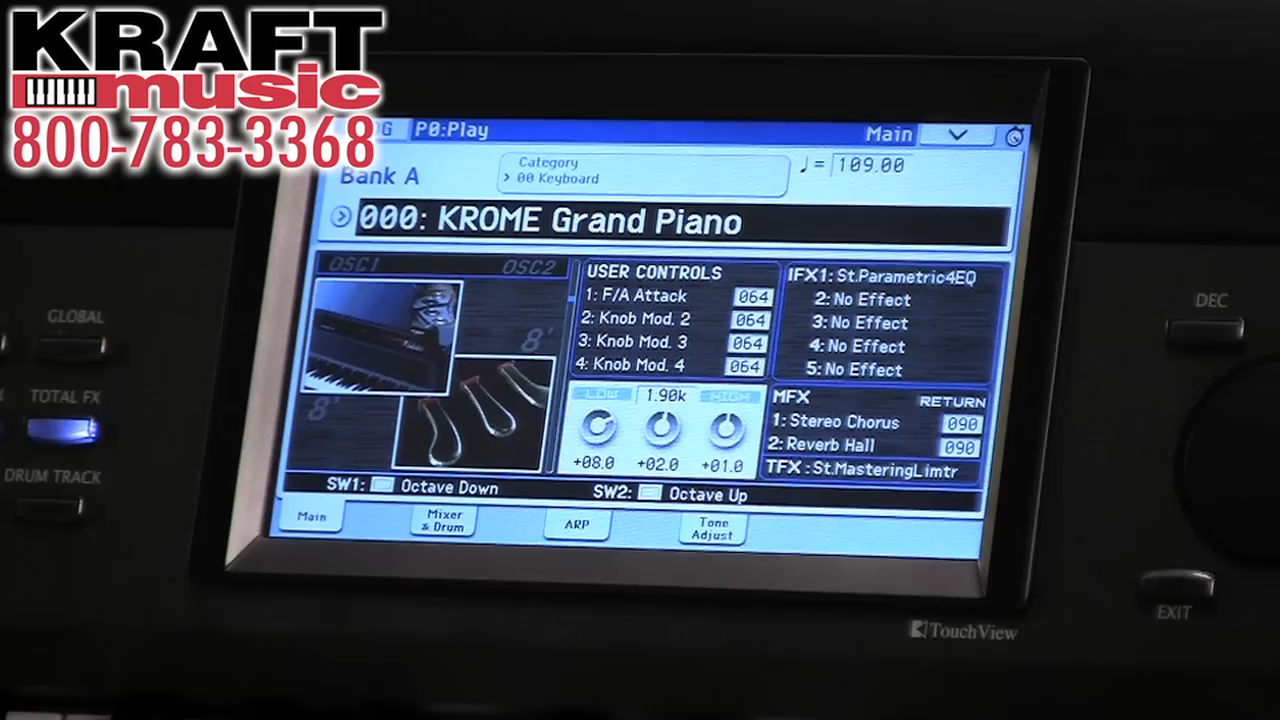 KRAFT
music
800-783-3368
G P0:Play Main
Bank A
Category
00 Keyboard
♩= 109.00
000: KROME Grand Piano
OSC1 OSC2
8'
8'
USER CONTROLS
1: F/A Attack 064
2: Knob Mod. 2 064
3: Knob Mod. 3 064
4: Knob Mod. 4 064
LOW 1.90k HIGH
+08.0 +02.0 +01.0
IFX1: St.Parametric4EQ
2: No Effect
3: No Effect
4: No Effect
5: No Effect
MFX RETURN
1: Stereo Chorus 090
2: Reverb Hall 090
TFX : St.MasteringLimtr
SW1: Octave Down SW2: Octave Up
Main
Mixer
& Drum
ARP
Tone
Adjust
GLOBAL
TOTAL FX
DRUM TRACK
DEC
EXIT
TouchView